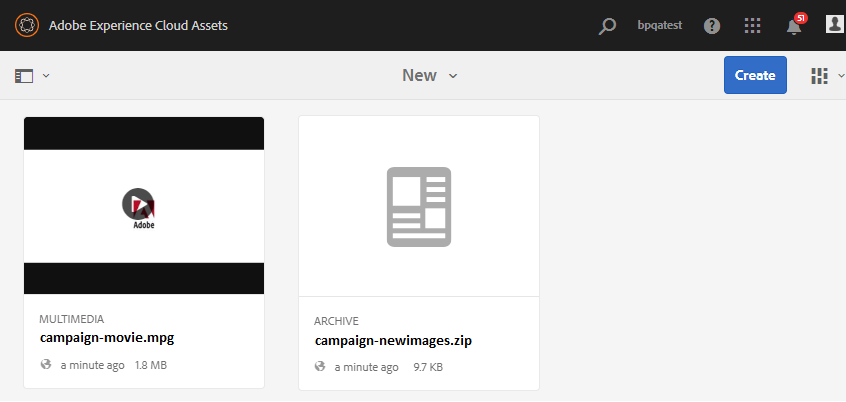 Adobe Experience Cloud Assets
bpqatest
?
51
New
Create
Adobe
MULTIMEDIA
campaign-movie.mpg
a minute ago 1.8 MB
ARCHIVE
campaign-newimages.zip
a minute ago 9.7 KB